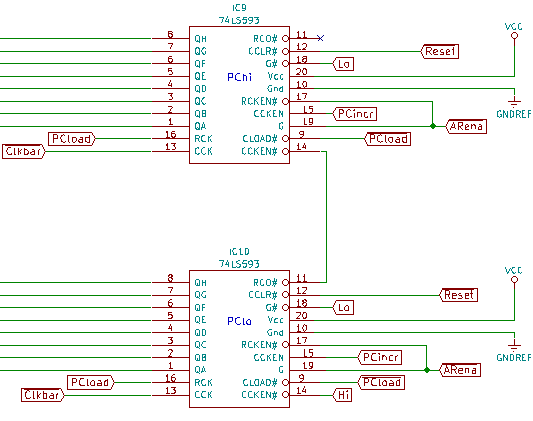 IC9
74LS593
VCC
8 QH RCO# 11
7 QG CCLR# 12 Reset
6 QF G# 18 Lo
5 QE PChi Vcc 20
4 QD Gnd 10
3 QC RCKEN# 17
2 QB CCKEN 15 PCincr
GNDREF
1 QA G 19 ARena
PCload 16 RCK CLOAD# 9 PCload
Clkbar 13 CCK CCKEN# 14
IC10
74LS593
VCC
8 QH RCO# 11
7 QG CCLR# 12 Reset
6 QF G# 18 Lo
5 QE PClo Vcc 20
4 QD Gnd 10
3 QC RCKEN# 17
2 QB CCKEN 15 PCincr
GNDREF
1 QA G 19 ARena
PCload 16 RCK CLOAD# 9 PCload
Clkbar 13 CCK CCKEN# 14 Hi